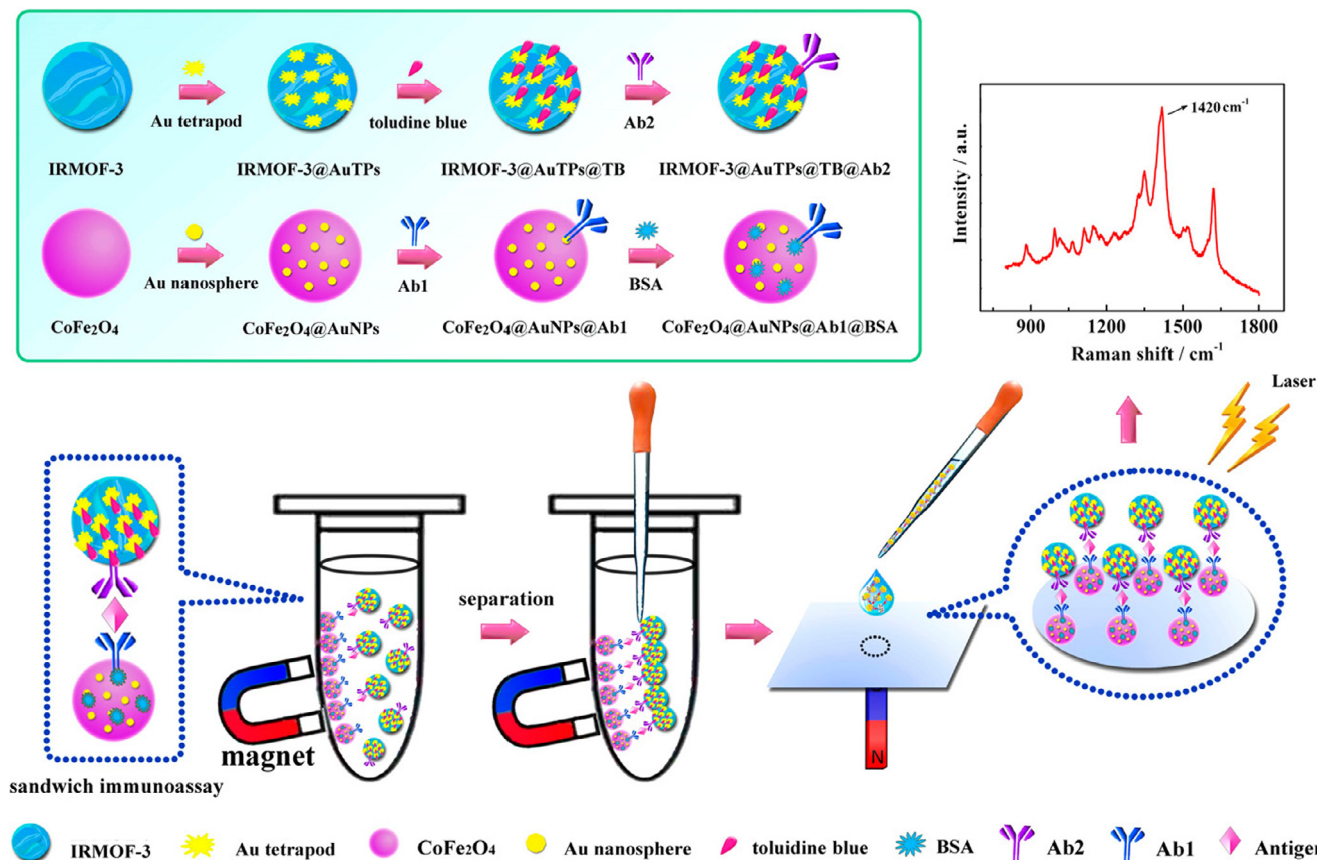 Au tetrapod
toludine blue
Ab2
IRMOF-3
IRMOF-3@AuTPs
IRMOF-3@AuTPs@TB
IRMOF-3@AuTPs@TB@Ab2
Au nanosphere
Ab1
BSA
CoFe₂O₄
CoFe₂O₄@AuNPs
CoFe₂O₄@AuNPs@Ab1
CoFe₂O₄@AuNPs@Ab1@BSA
1420 cm⁻¹
Intensity / a.u.
900 1200 1500 1800
Raman shift / cm⁻¹
Laser
separation
magnet
N
sandwich immunoassay
IRMOF-3 Au tetrapod CoFe₂O₄ Au nanosphere toluidine blue BSA Ab2 Ab1 Antigen